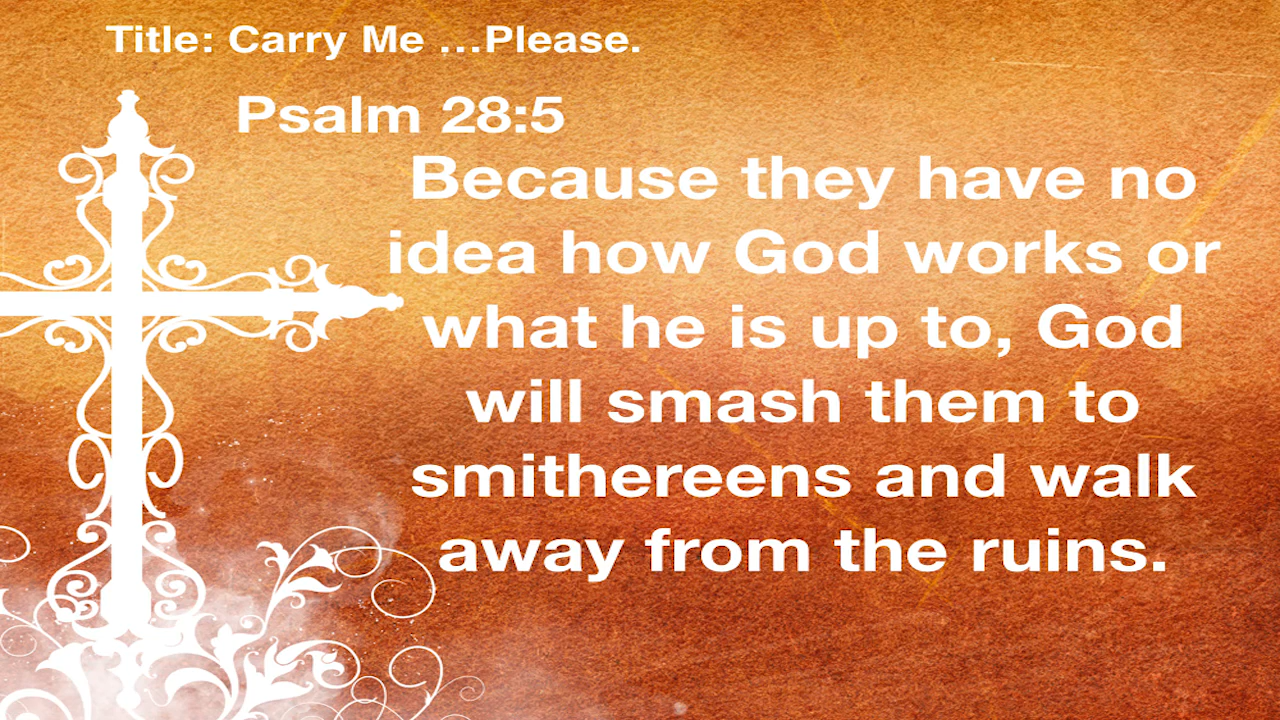 Title: Carry Me ...Please.
Psalm 28:5
Because they have no
idea how God works or
what he is up to, God
will smash them to
smithereens and walk
away from the ruins.